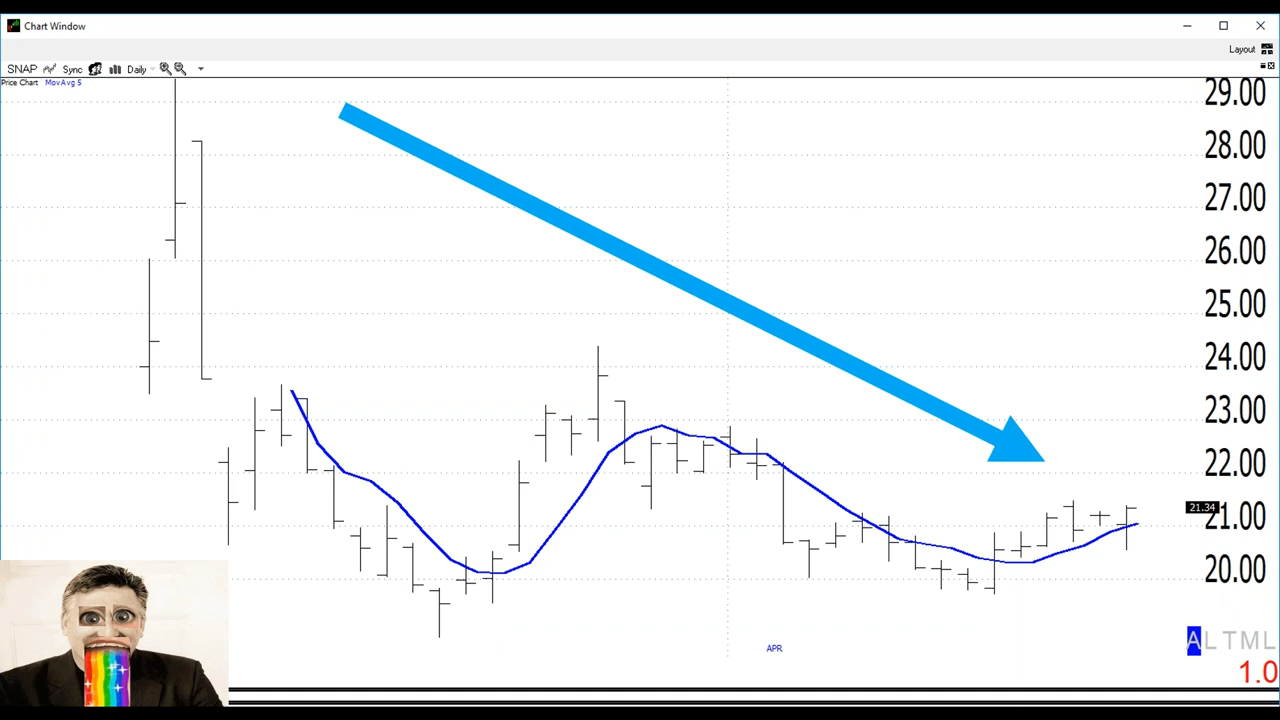 Chart Window
Layout
SNAP Sync Daily
Price Chart MovAvg 5
29.00
28.00
27.00
26.00
25.00
24.00
23.00
22.00
21.34
21.00
20.00
ALTML
APR
1.0